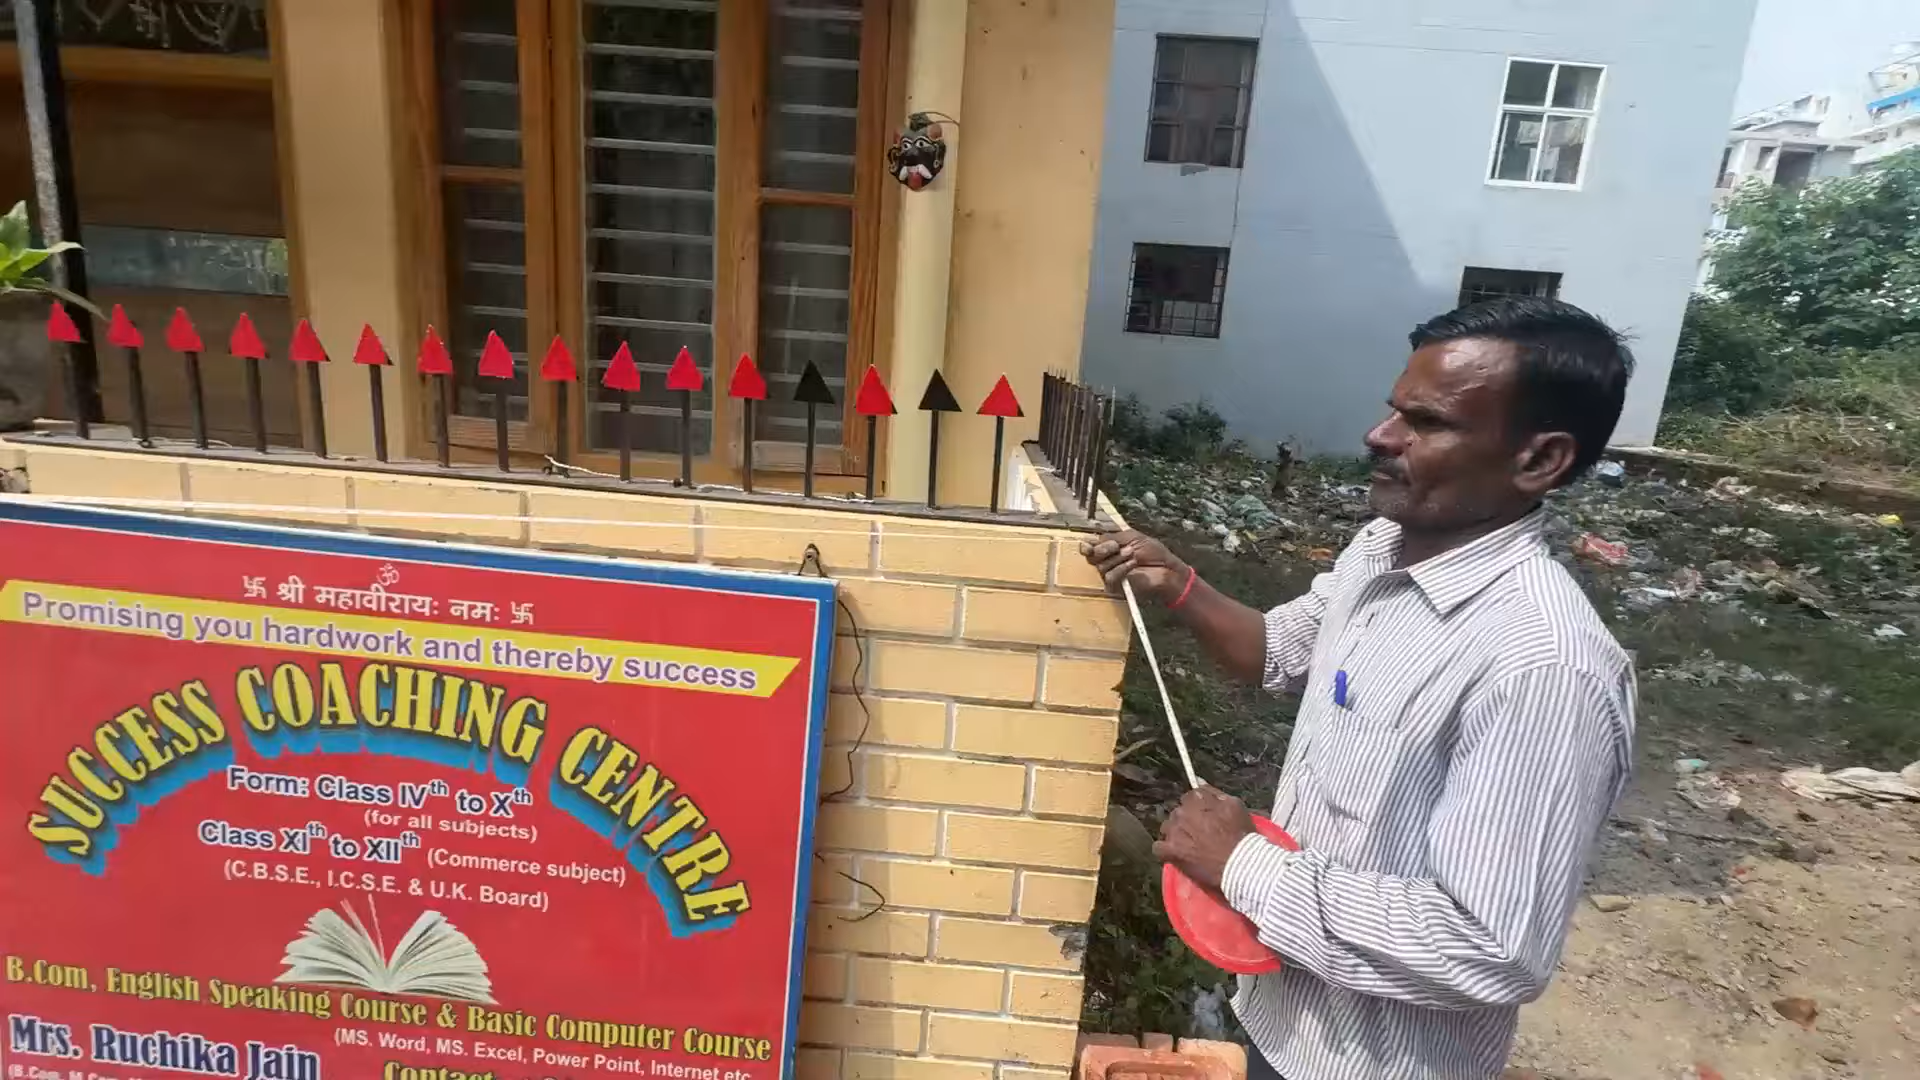 ॐ
卐 श्री महावीरायः नमः 卐
Promising you hardwork and thereby success
SUCCESS COACHING CENTRE
Form: Class IVth to Xth
(for all subjects)
Class XIth to XIIth (Commerce subject)
(C.B.S.E., I.C.S.E. & U.K. Board)
B.Com, English Speaking Course & Basic Computer Course
(MS. Word, MS. Excel, Power Point, Internet etc
Mrs. Ruchika Jain
Contact